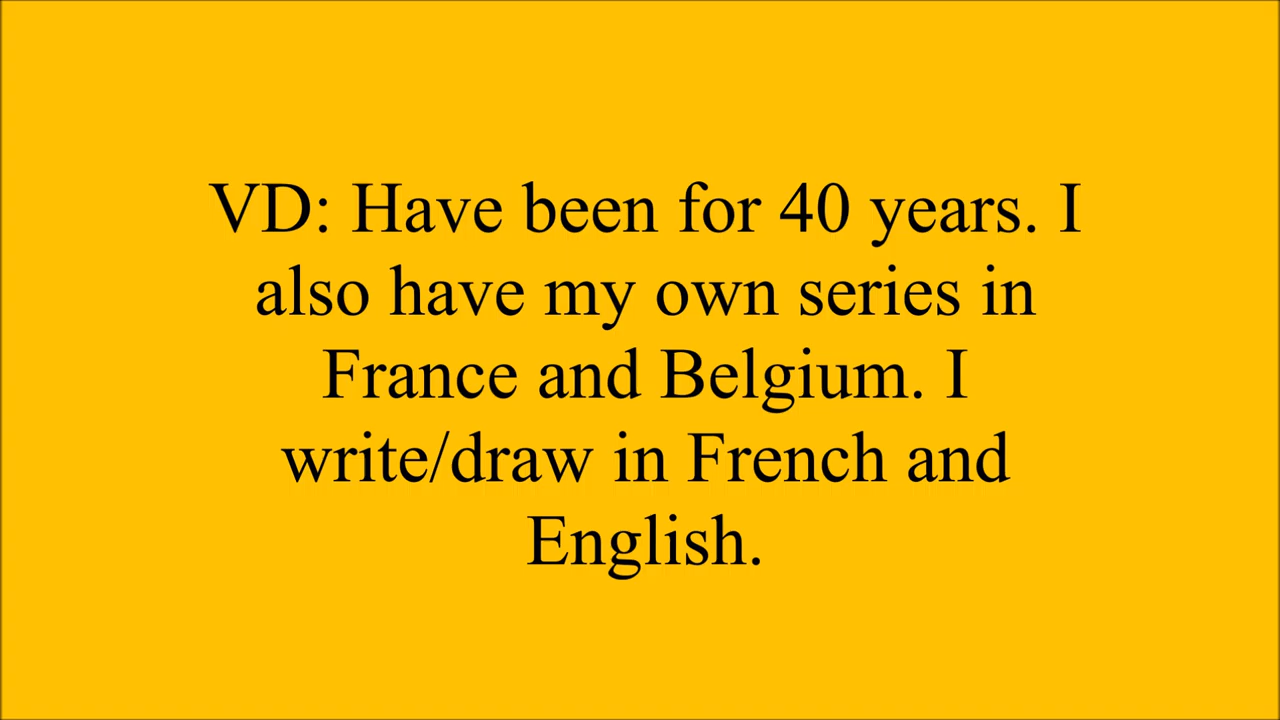 VD: Have been for 40 years. I
also have my own series in
France and Belgium. I
write/draw in French and
English.